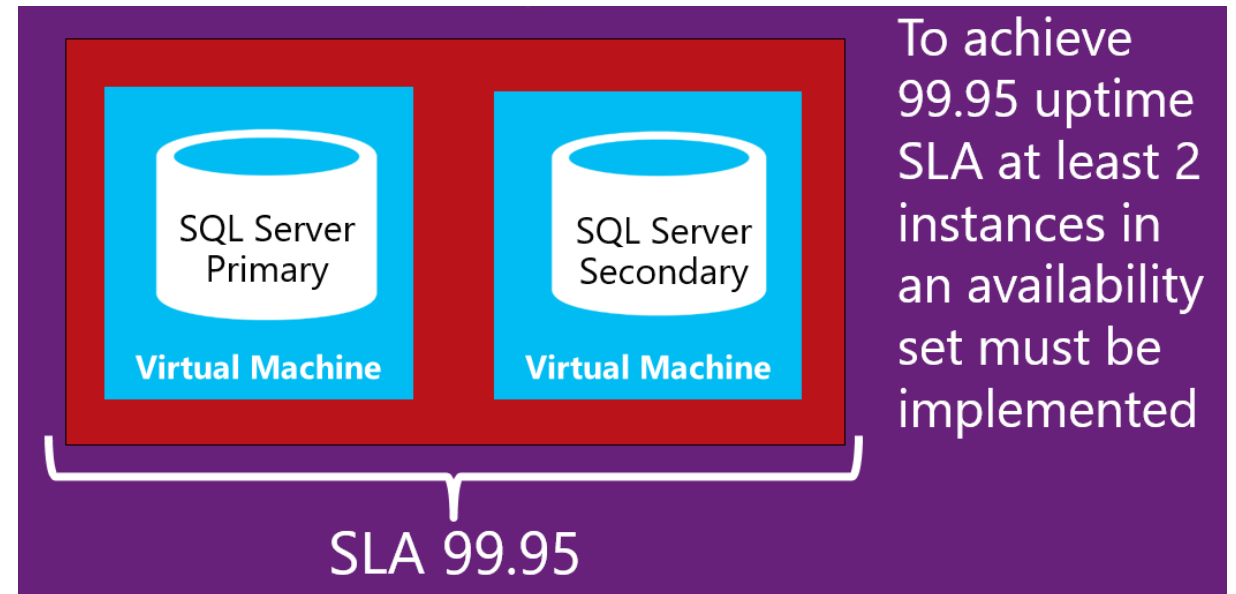 SQL Server
Primary
Virtual Machine
SQL Server
Secondary
Virtual Machine
SLA 99.95
To achieve
99.95 uptime
SLA at least 2
instances in
an availability
set must be
implemented